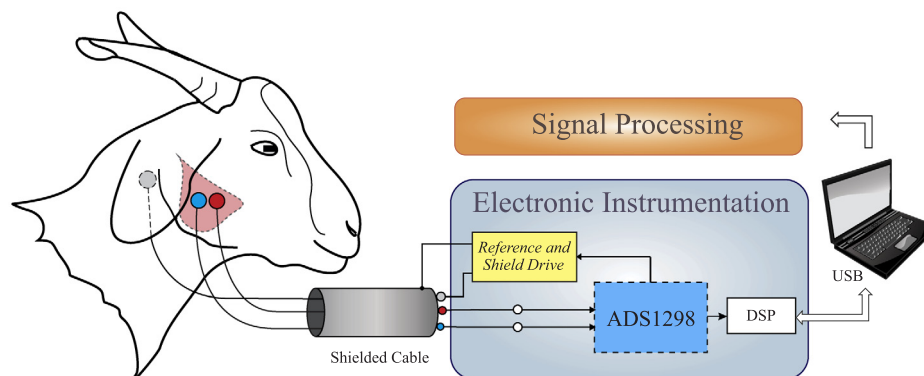 Signal Processing
Electronic Instrumentation
Reference and
Shield Drive
USB
ADS1298
DSP
Shielded Cable